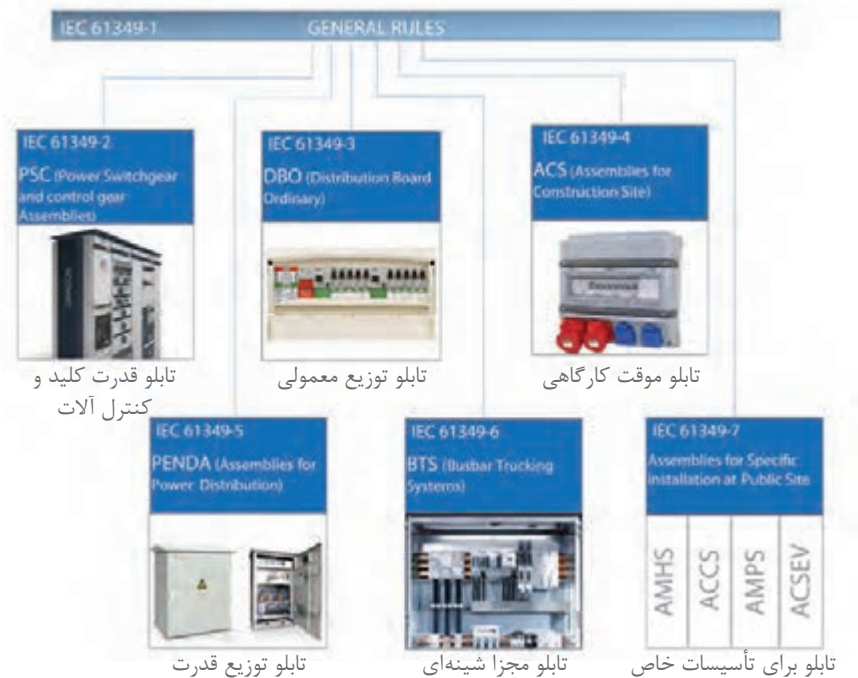 IEC 61349-1 GENERAL RULES
IEC 61349-2
PSC (Power Switchgear
and control gear
Assemblies)
تابلو قدرت کلید و
کنترل آلات
IEC 61349-3
DBO (Distribution Board
Ordinary)
تابلو توزیع معمولی
IEC 61349-4
ACS (Assemblies for
Construction Site)
تابلو موقت کارگاهی
IEC 61349-5
PENDA (Assemblies for
Power Distribution)
تابلو توزیع قدرت
IEC 61349-6
BTS (Busbar Trucking
Systems)
تابلو مجزا شینه‌ای
IEC 61349-7
Assemblies for Specific
installation at Public Site
AMHS
ACCS
AMPS
ACSEV
تابلو برای تأسیسات خاص